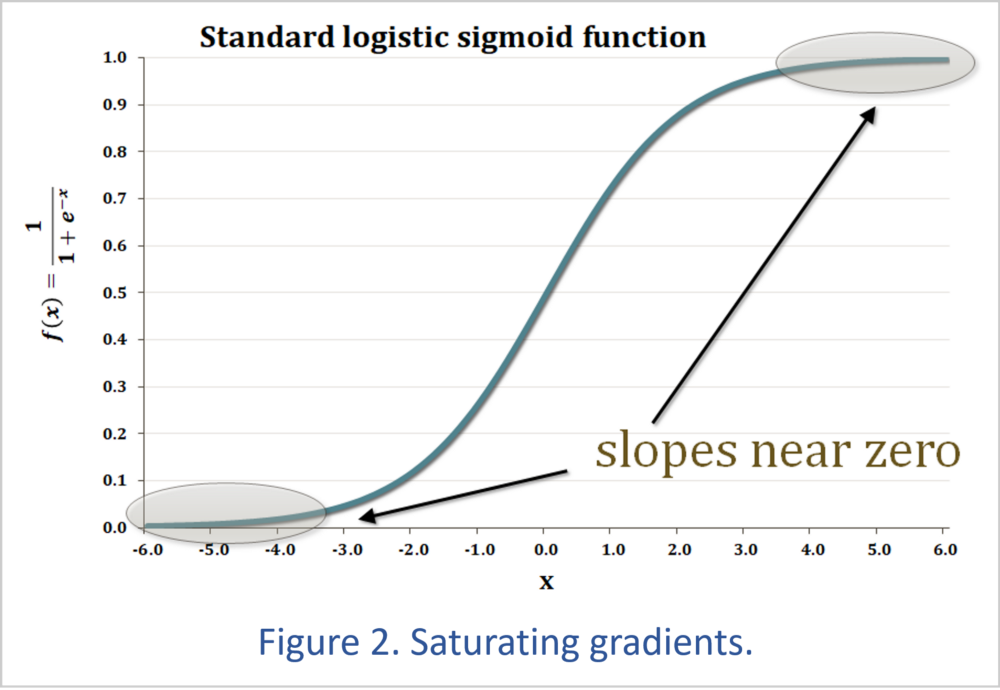 Standard logistic sigmoid function
1.0
0.9
0.8
0.7
0.6
0.5
0.4
0.3
0.2
0.1
0.0
f(x) = 1 / 1 + e^{-x}
slopes near zero
-6.0 -5.0 -4.0 -3.0 -2.0 -1.0 0.0 1.0 2.0 3.0 4.0 5.0 6.0
x
Figure 2. Saturating gradients.